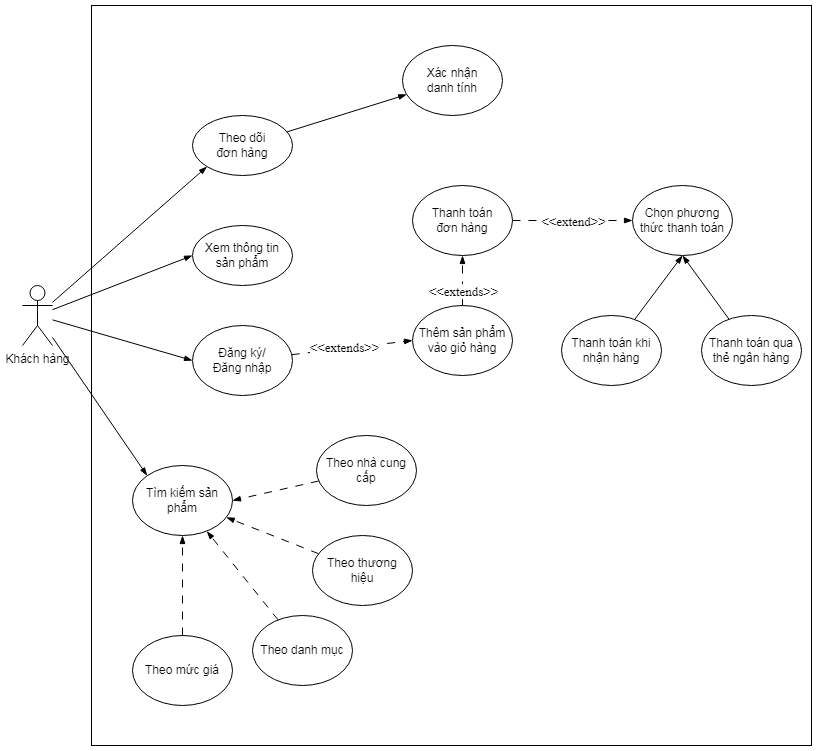 Xác nhận
danh tính
Theo dõi
đơn hàng
Thanh toán
đơn hàng
<<extend>>
Chọn phương
thức thanh toán
Xem thông tin
sản phẩm
<<extends>>
Khách hàng
Đăng ký/
Đăng nhập
<<extends>>
Thêm sản phẩm
vào giỏ hàng
Thanh toán khi
nhận hàng
Thanh toán qua
thẻ ngân hàng
Theo nhà cung
cấp
Tìm kiếm sản
phẩm
Theo thương
hiệu
Theo danh mục
Theo mức giá